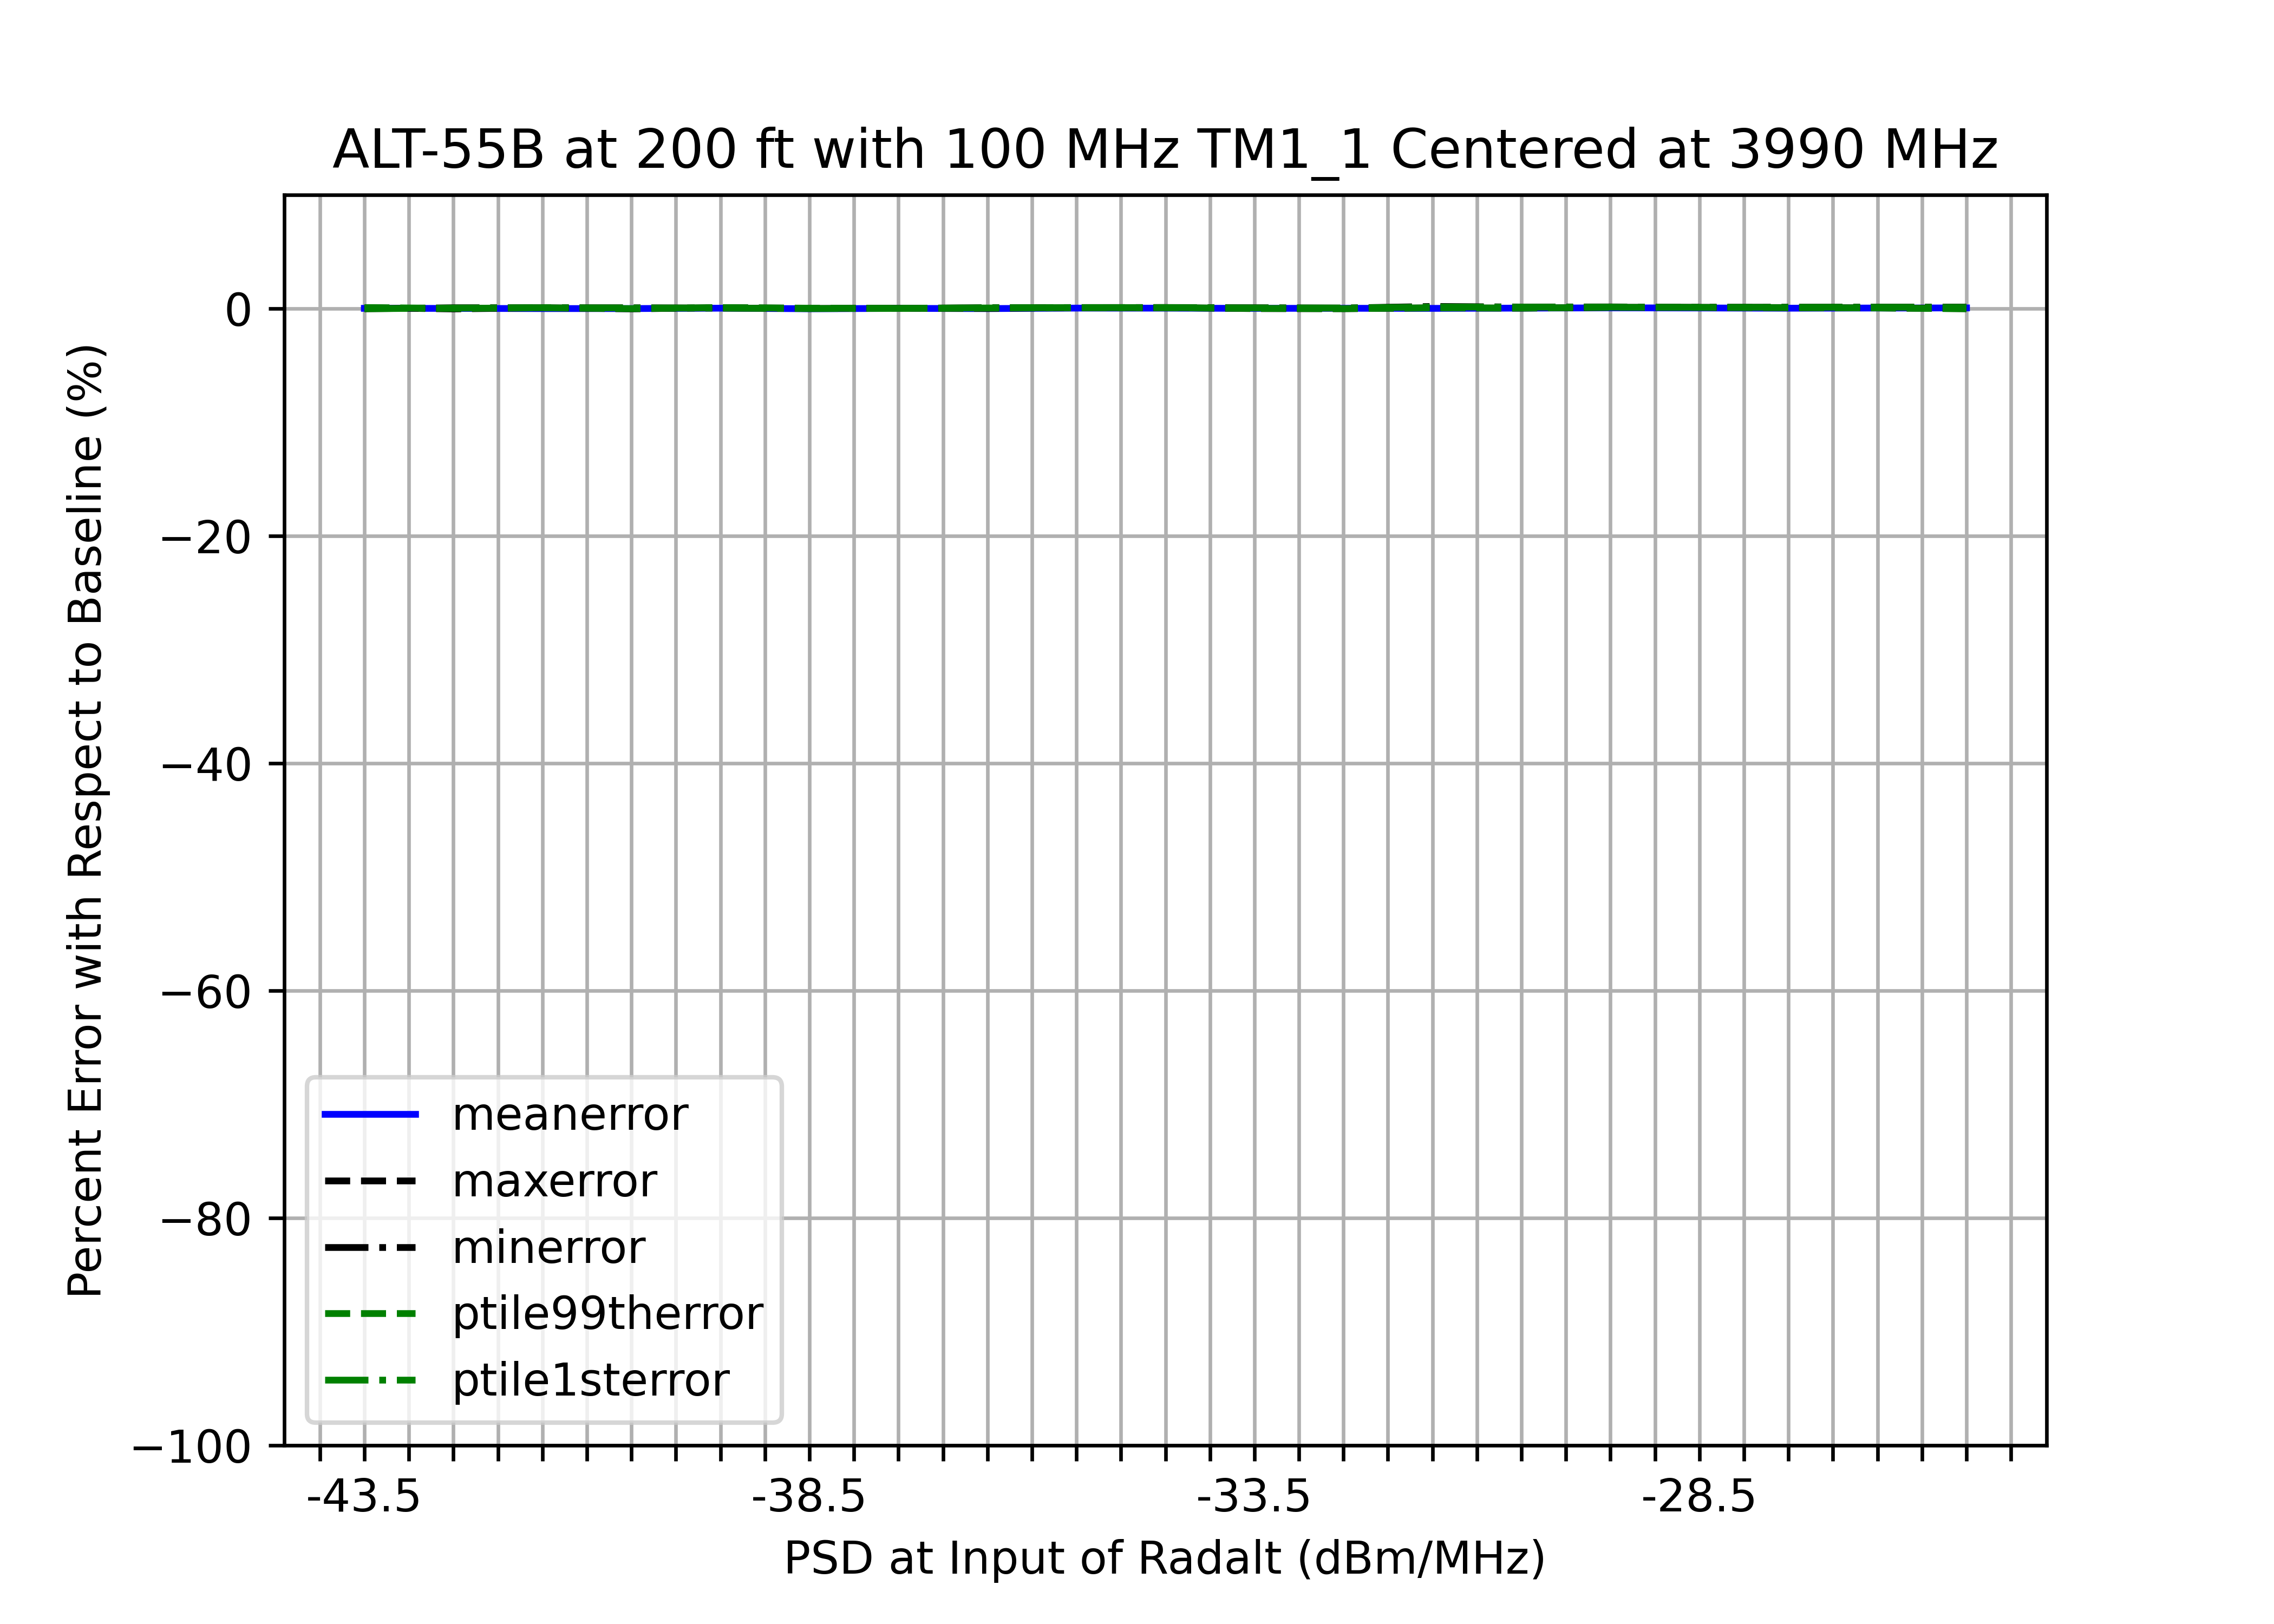 ALT-55B at 200 ft with 100 MHz TM1_1 Centered at 3990 MHz
Percent Error with Respect to Baseline (%)
0
−20
−40
−60
−80
−100
meanerror
maxerror
minerror
ptile99therror
ptile1sterror
-43.5 -38.5 -33.5 -28.5
PSD at Input of Radalt (dBm/MHz)